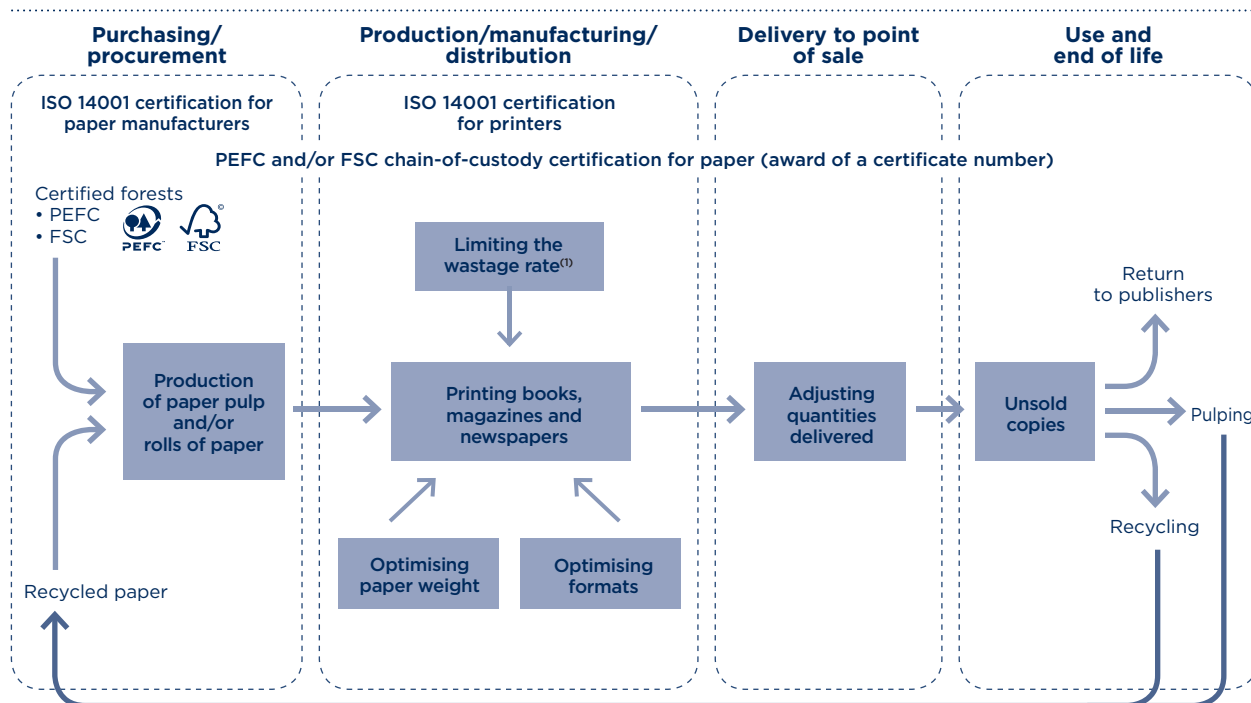 Purchasing/
procurement
Production/manufacturing/
distribution
Delivery to point
of sale
Use and
end of life
ISO 14001 certification for
paper manufacturers
ISO 14001 certification
for printers
PEFC and/or FSC chain-of-custody certification for paper (award of a certificate number)
Certified forests
• PEFC
• FSC
PEFC™
©
FSC
Limiting the
wastage rate(1)
Return
to publishers
Production
of paper pulp
and/or
rolls of paper
Printing books,
magazines and
newspapers
Adjusting
quantities
delivered
Unsold
copies
Pulping
Recycling
Optimising
paper weight
Optimising
formats
Recycled paper